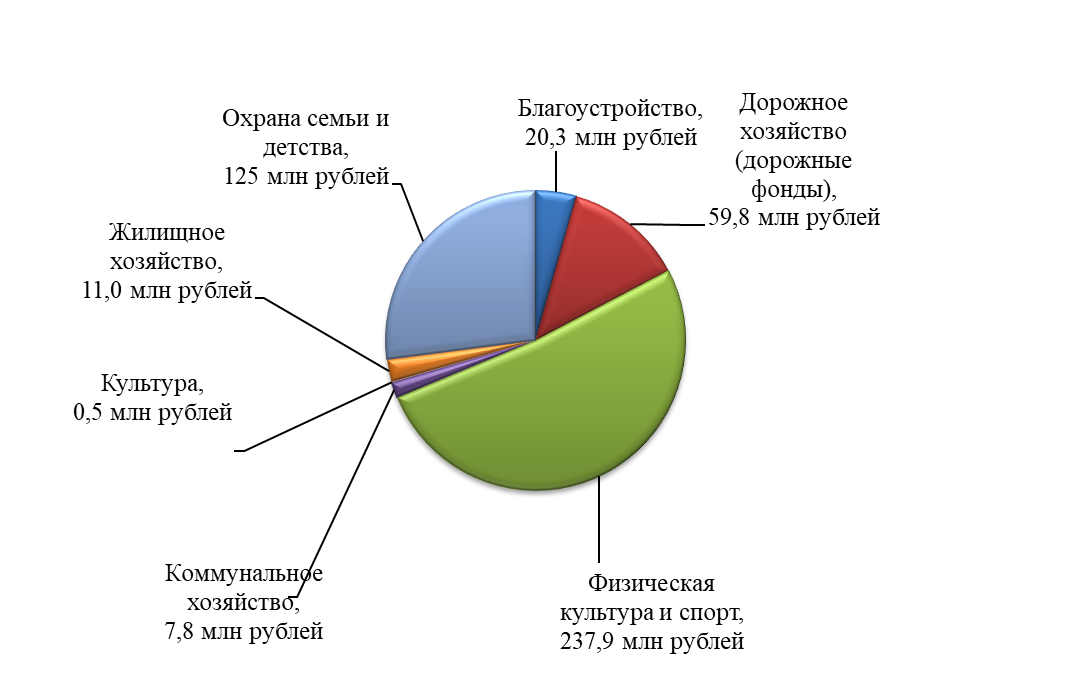 Благоустройство,
20,3 млн рублей
Дорожное
хозяйство
(дорожные
фонды),
59,8 млн рублей
Охрана семьи и
детства,
125 млн рублей
Жилищное
хозяйство,
11,0 млн рублей
Культура,
0,5 млн рублей
Коммунальное
хозяйство,
7,8 млн рублей
Физическая
культура и спорт,
237,9 млн рублей